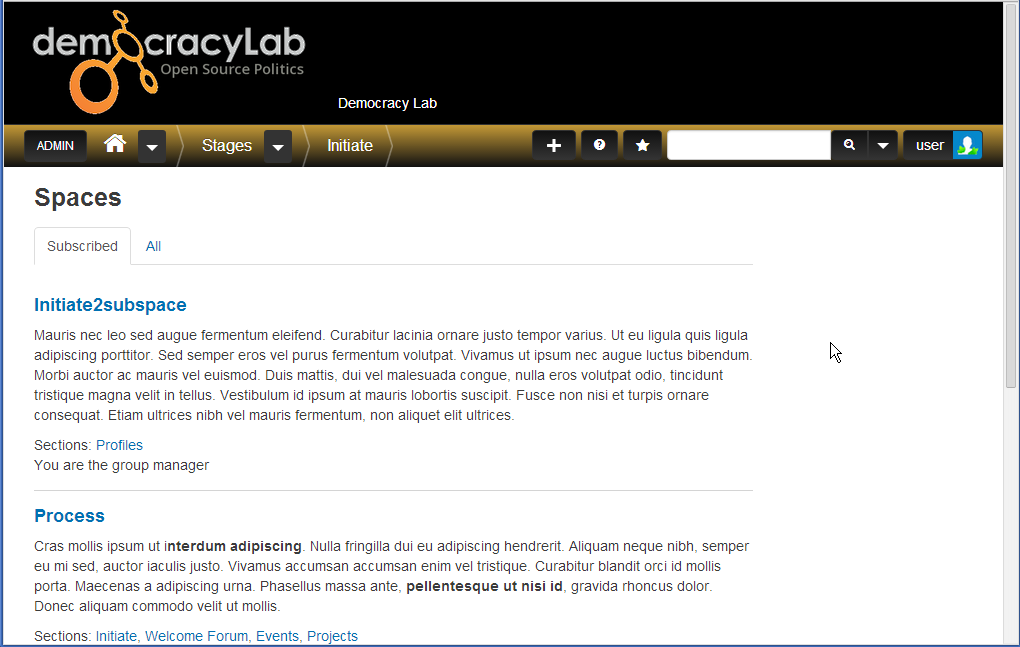 democracyLab
Open Source Politics
Democracy Lab
ADMIN
Stages
Initiate
user
Spaces
Subscribed
All
Initiate2subspace
Mauris nec leo sed augue fermentum eleifend. Curabitur lacinia ornare justo tempor varius. Ut eu ligula quis ligula
adipiscing porttitor. Sed semper eros vel purus fermentum volutpat. Vivamus ut ipsum nec augue luctus bibendum.
Morbi auctor ac mauris vel euismod. Duis mattis, dui vel malesuada congue, nulla eros volutpat odio, tincidunt
tristique magna velit in tellus. Vestibulum id ipsum at mauris lobortis suscipit. Fusce non nisi et turpis ornare
consequat. Etiam ultrices nibh vel mauris fermentum, non aliquet elit ultrices.
Sections: Profiles
You are the group manager
Process
Cras mollis ipsum ut interdum adipiscing. Nulla fringilla dui eu adipiscing hendrerit. Aliquam neque nibh, semper
eu mi sed, auctor iaculis justo. Vivamus accumsan accumsan enim vel tristique. Curabitur blandit orci id mollis
porta. Maecenas a adipiscing urna. Phasellus massa ante, pellentesque ut nisi id, gravida rhoncus dolor.
Donec aliquam commodo velit ut mollis.
Sections: Initiate, Welcome Forum, Events, Projects